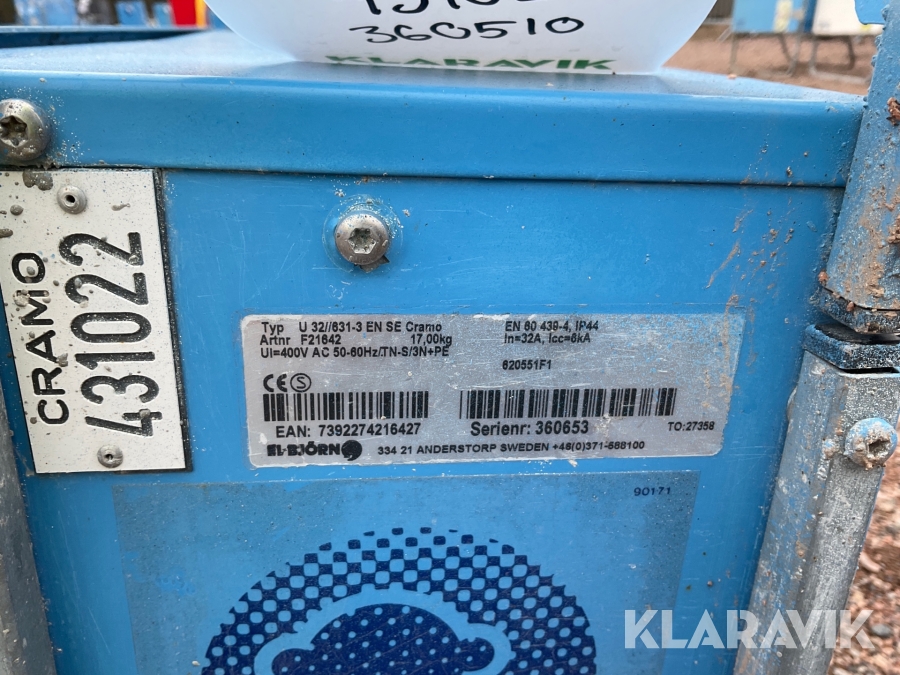 360510
KLARAVIK
CRAMO
431022
Typ U 32//631-3 EN SE Cramo
Artnr F21642 17,00kg
Ui=400V AC 50-60Hz/TN-S/3N+PE
EN 60 439-4, IP44
In=32A, Icc=6kA
620551F1
CE S
EAN: 7392274216427
Serienr: 360653
TO:27358
EL-BJÖRN
334 21 ANDERSTORP SWEDEN +46(0)371-588100
90171
KLARAVIK